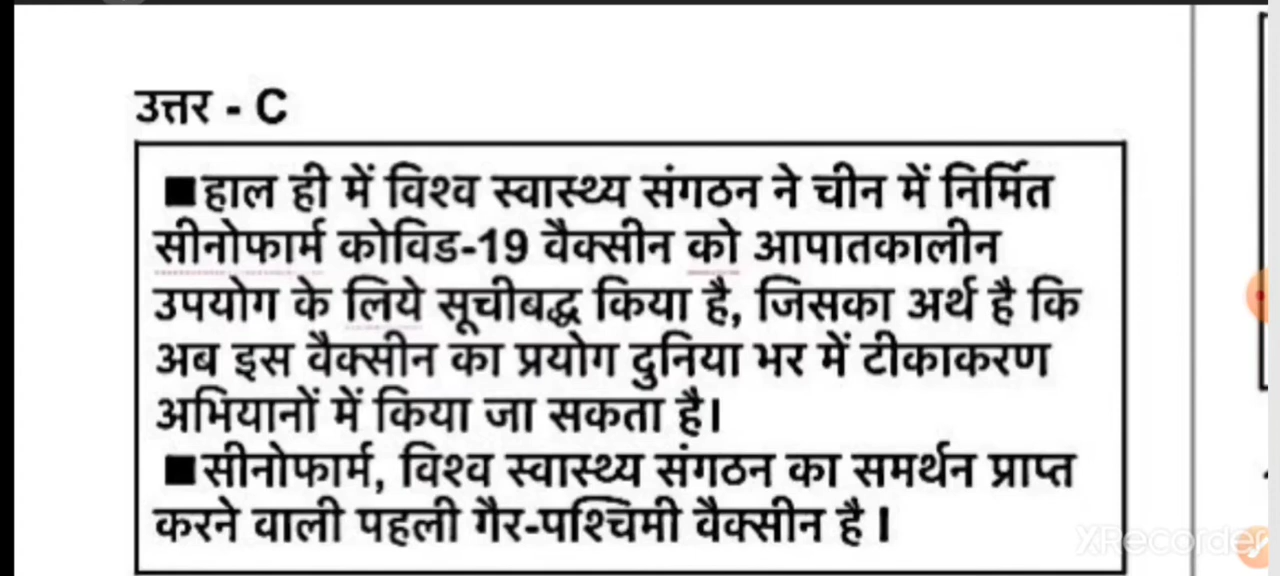 उत्तर - C
■हाल ही में विश्व स्वास्थ्य संगठन ने चीन में निर्मित
सीनोफार्म कोविड-19 वैक्सीन को आपातकालीन
उपयोग के लिये सूचीबद्ध किया है, जिसका अर्थ है कि
अब इस वैक्सीन का प्रयोग दुनिया भर में टीकाकरण
अभियानों में किया जा सकता है।
■सीनोफार्म, विश्व स्वास्थ्य संगठन का समर्थन प्राप्त
करने वाली पहली गैर-पश्चिमी वैक्सीन है ।
XRecorder